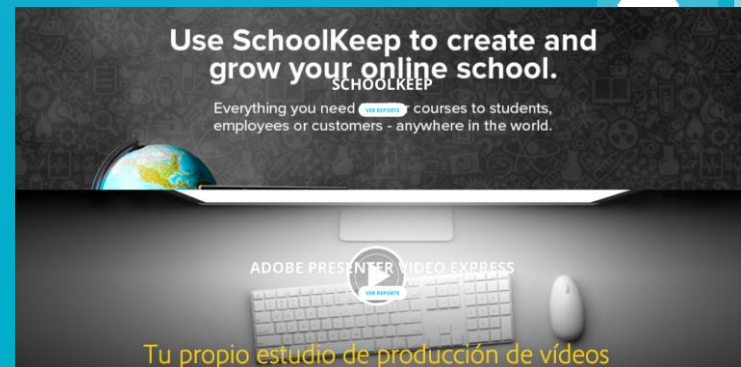 Use SchoolKeep to create and
grow your online school.
SCHOOLKEEP
Everything you need VER REPORTE courses to students,
employees or customers - anywhere in the world.
ADOBE PRESENTER VIDEO EXPRESS
VER REPORTE
Tu propio estudio de producción de vídeos